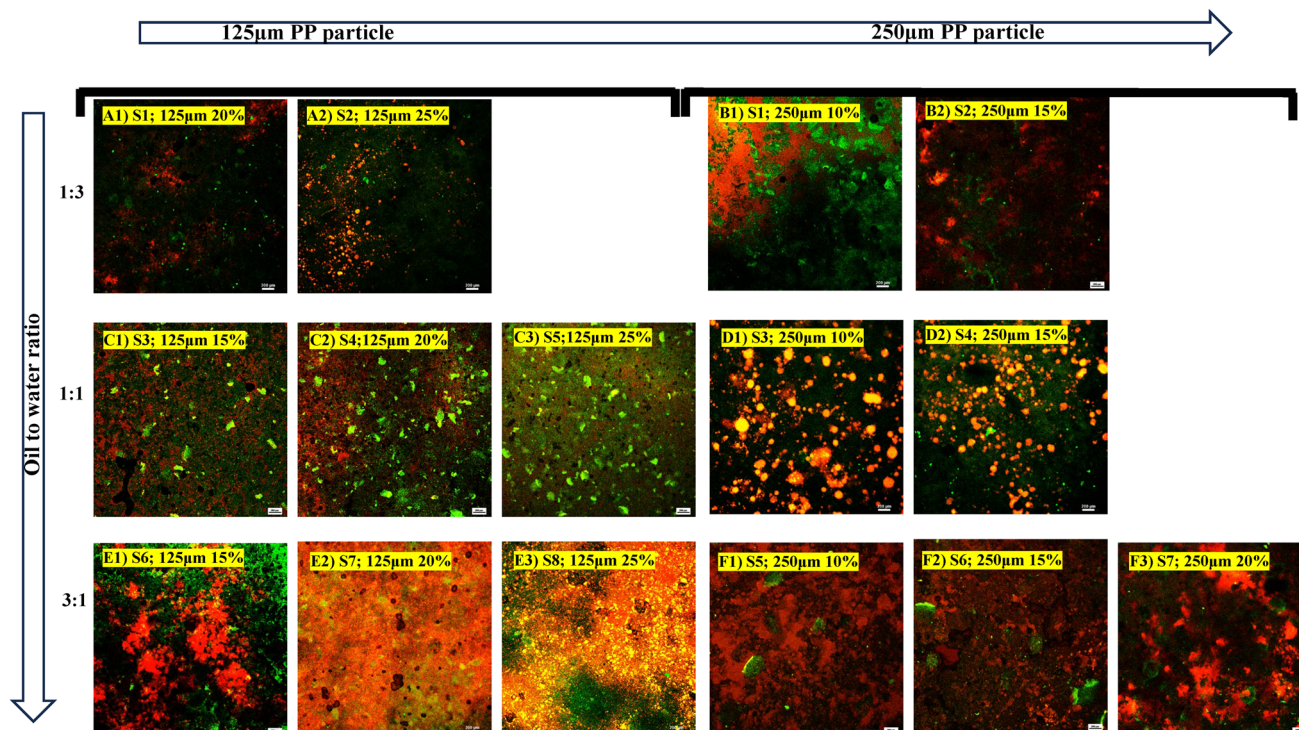 125μm PP particle 250μm PP particle
A1) S1; 125μm 20% A2) S2; 125μm 25% B1) S1; 250μm 10% B2) S2; 250μm 15%
1:3
200 μm
C1) S3; 125μm 15% C2) S4;125μm 20% C3) S5;125μm 25% D1) S3; 250μm 10% D2) S4; 250μm 15%
1:1
Oil to water ratio
200 μm
E1) S6; 125μm 15% E2) S7; 125μm 20% E3) S8; 125μm 25% F1) S5; 250μm 10% F2) S6; 250μm 15% F3) S7; 250μm 20%
3:1